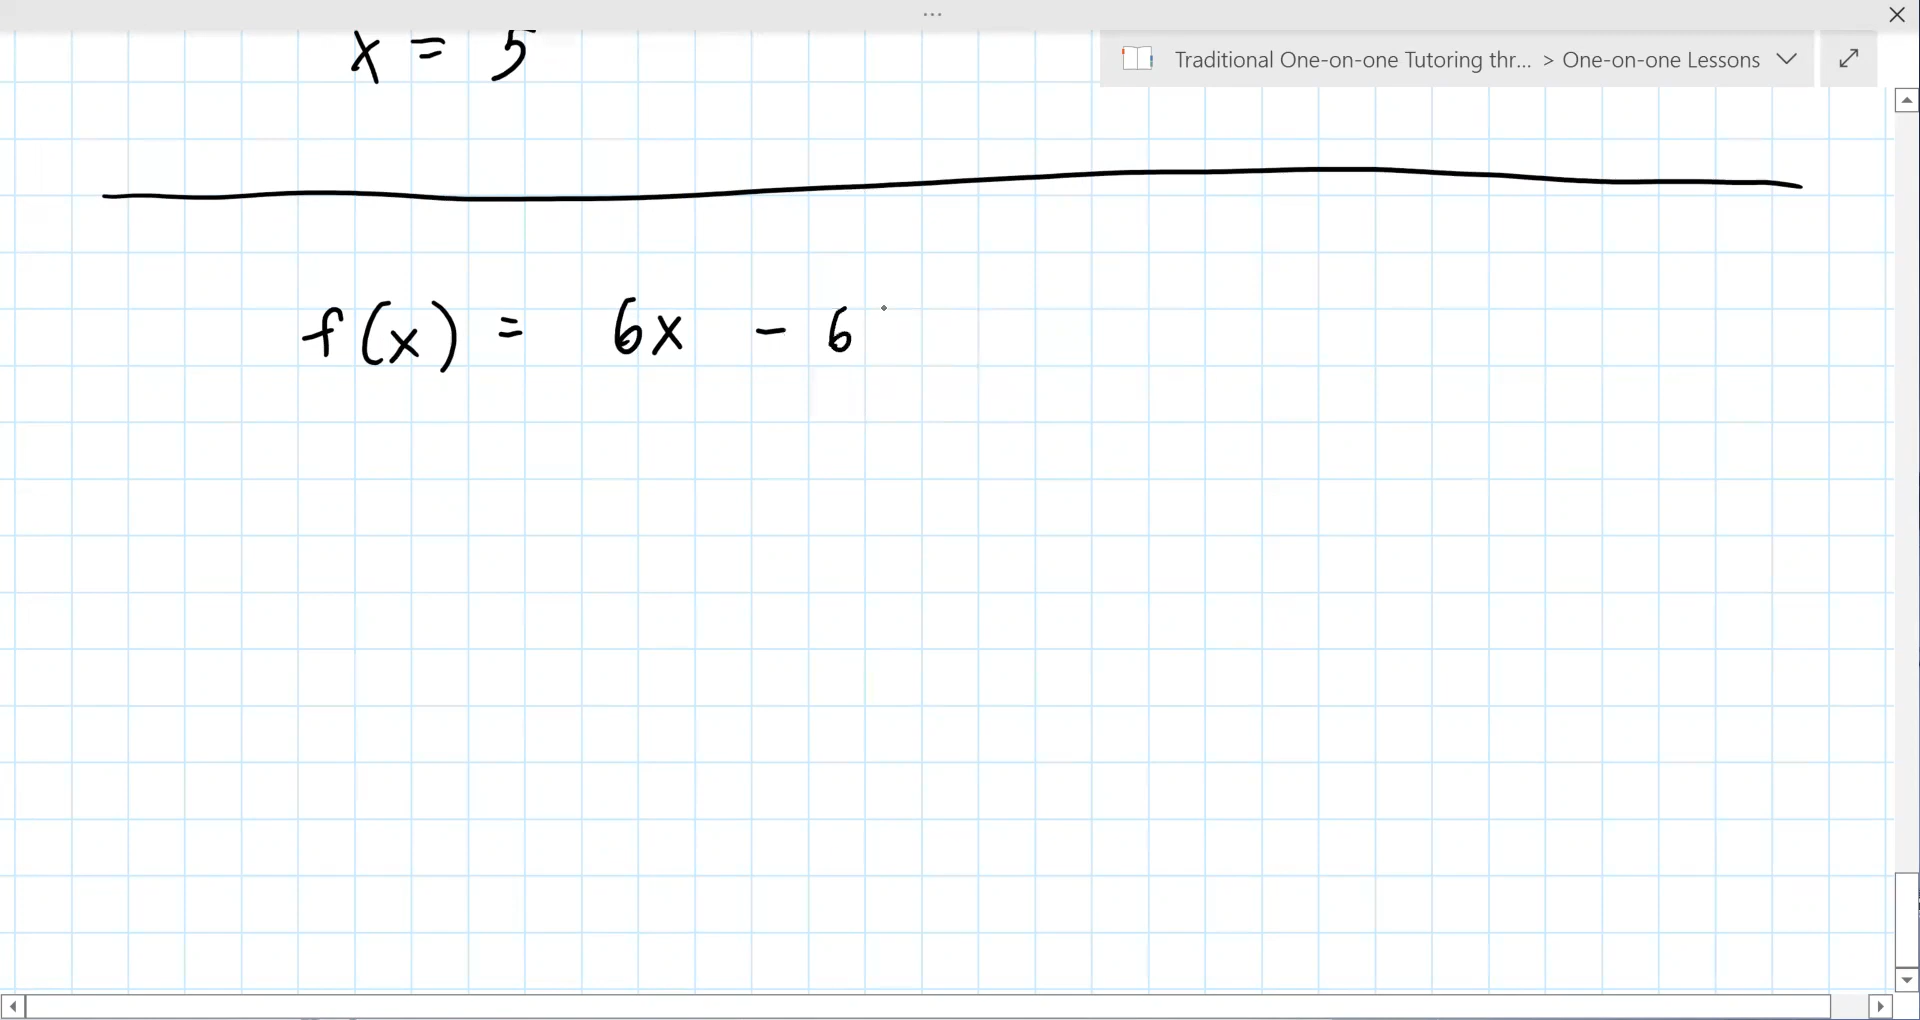 ...
x = 5
Traditional One-on-one Tutoring thr... > One-on-one Lessons
f(x) = 6x - 6